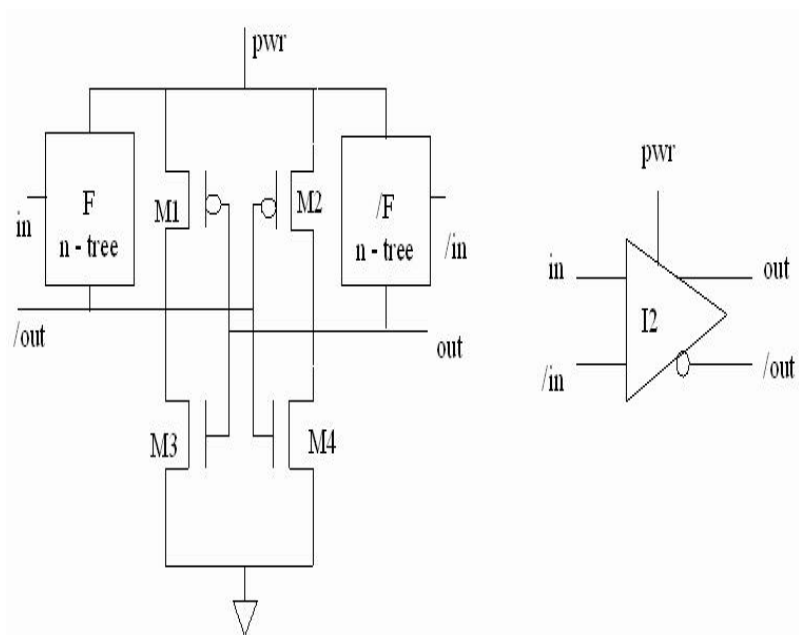 pwr
F
n - tree
in
M1
M2
/F
n - tree
/in
/out
out
M3
M4
pwr
in
/in
I2
out
/out